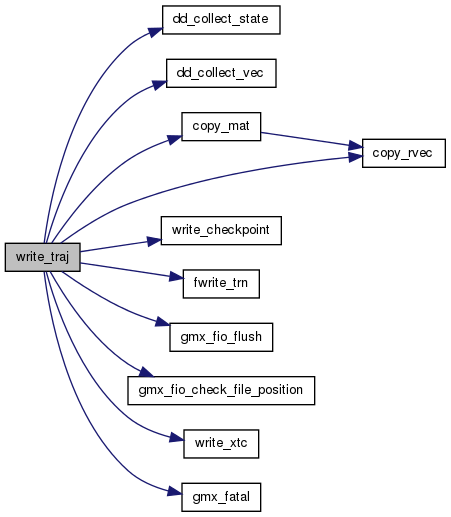 dd_collect_state
dd_collect_vec
copy_mat
copy_rvec
write_checkpoint
write_traj
fwrite_trn
gmx_fio_flush
gmx_fio_check_file_position
write_xtc
gmx_fatal